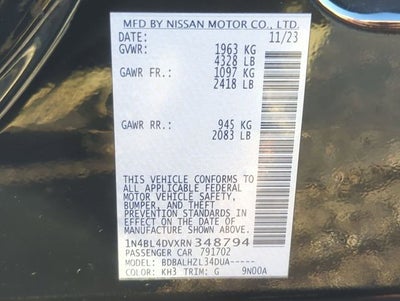 MFD BY NISSAN MOTOR CO., LTD.
DATE: 11/23
GVWR: 1963 KG
4328 LB
GAWR FR.: 1097 KG
2418 LB
GAWR RR.: 945 KG
2083 LB
THIS VEHICLE CONFORMS TO
ALL APPLICABLE FEDERAL
MOTOR VEHICLE SAFETY,
BUMPER, AND THEFT
PREVENTION STANDARDS
IN EFFECT ON THE DATE OF
MANUFACTURE SHOWN ABOVE.
1N4BL4DVXRN348794
PASSENGER CAR 791702
MODEL: BDBALHZL34DUA-----
COLOR: KH3 TRIM: G 9N00A